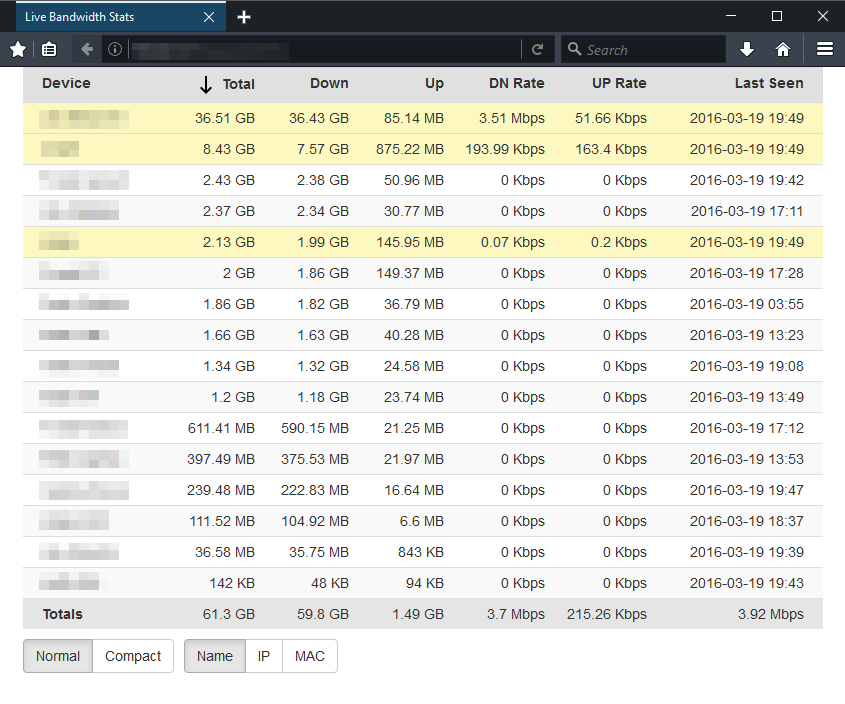 Live Bandwidth Stats
Search
Device Total Down Up DN Rate UP Rate Last Seen
36.51 GB 36.43 GB 85.14 MB 3.51 Mbps 51.66 Kbps 2016-03-19 19:49
8.43 GB 7.57 GB 875.22 MB 193.99 Kbps 163.4 Kbps 2016-03-19 19:49
2.43 GB 2.38 GB 50.96 MB 0 Kbps 0 Kbps 2016-03-19 19:42
2.37 GB 2.34 GB 30.77 MB 0 Kbps 0 Kbps 2016-03-19 17:11
2.13 GB 1.99 GB 145.95 MB 0.07 Kbps 0.2 Kbps 2016-03-19 19:49
2 GB 1.86 GB 149.37 MB 0 Kbps 0 Kbps 2016-03-19 17:28
1.86 GB 1.82 GB 36.79 MB 0 Kbps 0 Kbps 2016-03-19 03:55
1.66 GB 1.63 GB 40.28 MB 0 Kbps 0 Kbps 2016-03-19 13:23
1.34 GB 1.32 GB 24.58 MB 0 Kbps 0 Kbps 2016-03-19 19:08
1.2 GB 1.18 GB 23.74 MB 0 Kbps 0 Kbps 2016-03-19 13:49
611.41 MB 590.15 MB 21.25 MB 0 Kbps 0 Kbps 2016-03-19 17:12
397.49 MB 375.53 MB 21.97 MB 0 Kbps 0 Kbps 2016-03-19 13:53
239.48 MB 222.83 MB 16.64 MB 0 Kbps 0 Kbps 2016-03-19 19:47
111.52 MB 104.92 MB 6.6 MB 0 Kbps 0 Kbps 2016-03-19 18:37
36.58 MB 35.75 MB 843 KB 0 Kbps 0 Kbps 2016-03-19 19:39
142 KB 48 KB 94 KB 0 Kbps 0 Kbps 2016-03-19 19:43
Totals 61.3 GB 59.8 GB 1.49 GB 3.7 Mbps 215.26 Kbps 3.92 Mbps
Normal Compact Name IP MAC